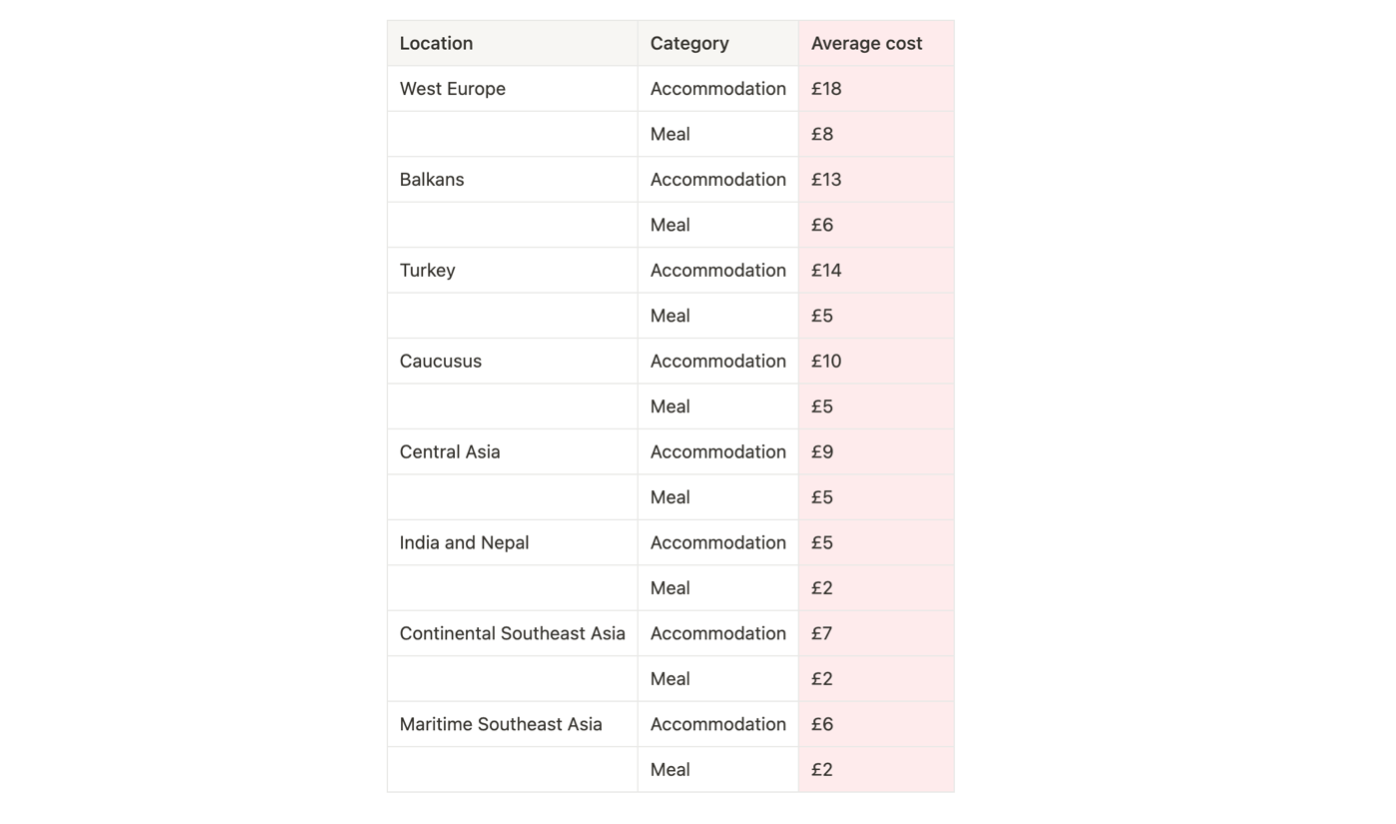 Location Category Average cost
West Europe Accommodation £18
Meal £8
Balkans Accommodation £13
Meal £6
Turkey Accommodation £14
Meal £5
Caucusus Accommodation £10
Meal £5
Central Asia Accommodation £9
Meal £5
India and Nepal Accommodation £5
Meal £2
Continental Southeast Asia Accommodation £7
Meal £2
Maritime Southeast Asia Accommodation £6
Meal £2